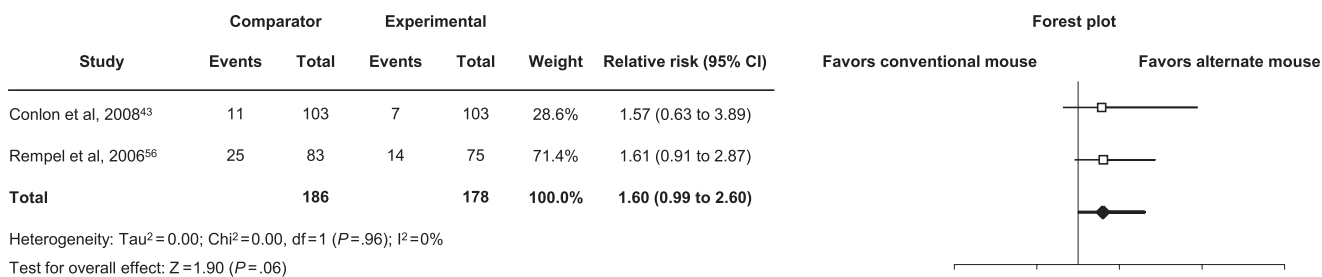 Comparator Experimental Forest plot
Study Events Total Events Total Weight Relative risk (95% CI) Favors conventional mouse Favors alternate mouse
Conlon et al, 2008⁴³ 11 103 7 103 28.6% 1.57 (0.63 to 3.89)
Rempel et al, 2006⁵⁶ 25 83 14 75 71.4% 1.61 (0.91 to 2.87)
Total 186 178 100.0% 1.60 (0.99 to 2.60)
Heterogeneity: Tau²=0.00; Chi²=0.00, df=1 (P=.96); I²=0%
Test for overall effect: Z=1.90 (P=.06)